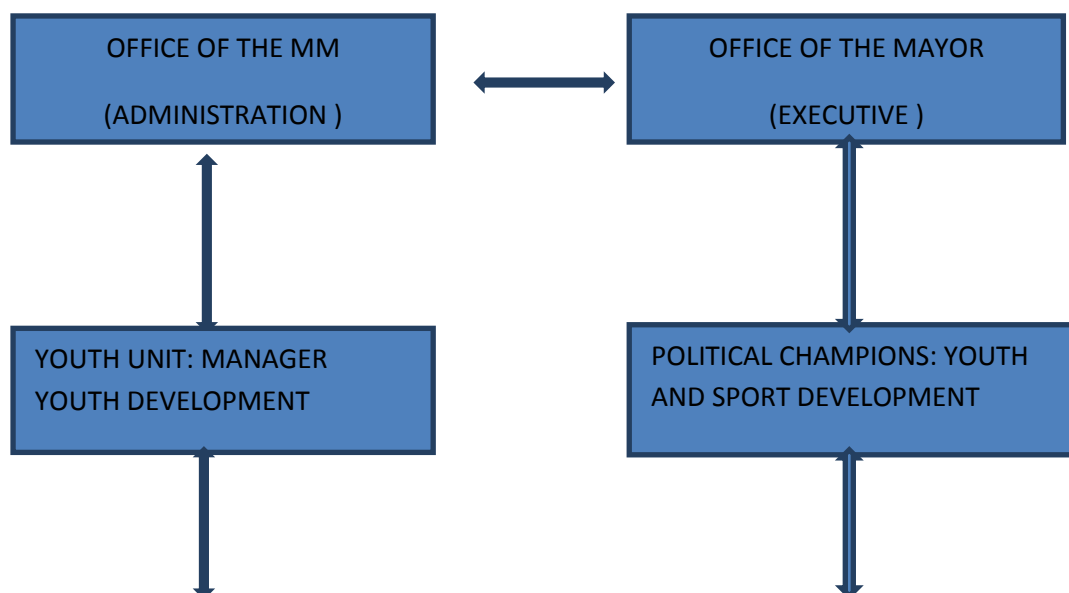 OFFICE OF THE MM
(ADMINISTRATION )
OFFICE OF THE MAYOR
(EXECUTIVE )
YOUTH UNIT: MANAGER
YOUTH DEVELOPMENT
POLITICAL CHAMPIONS: YOUTH
AND SPORT DEVELOPMENT